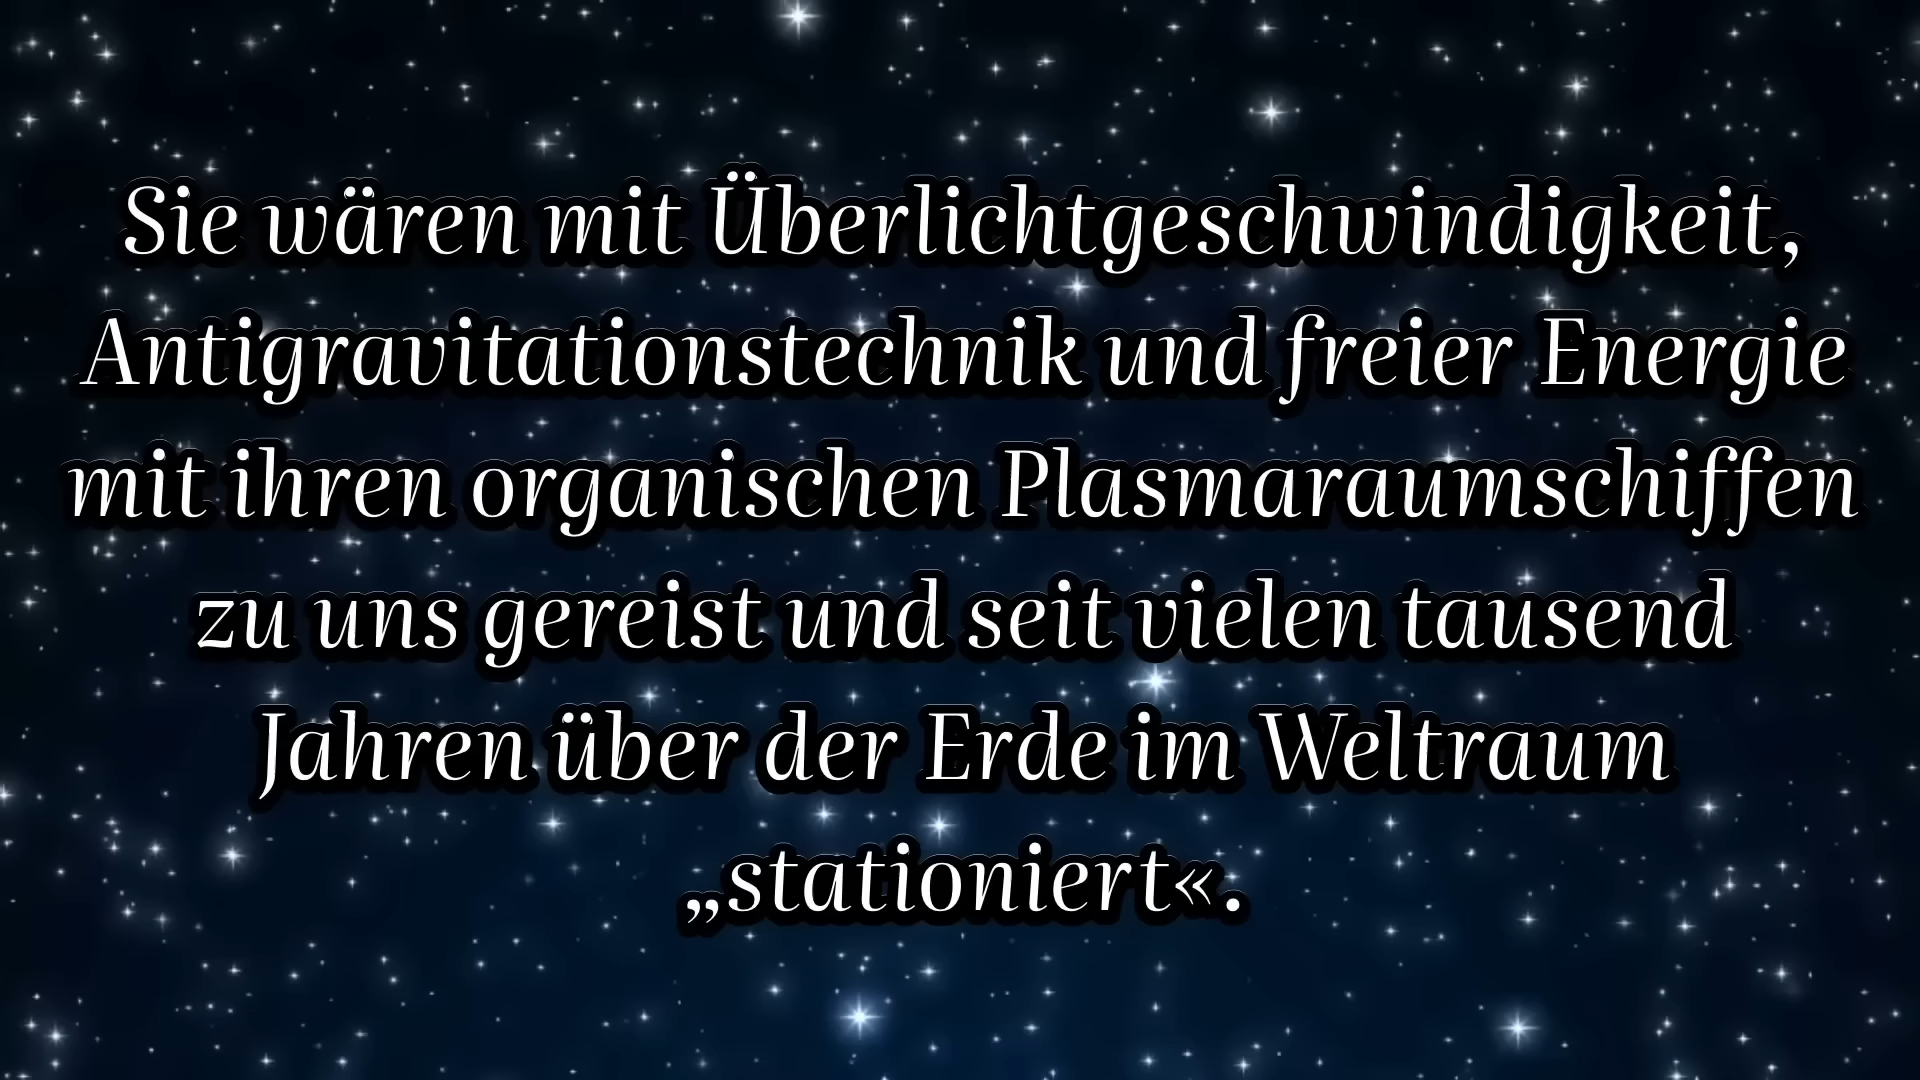 Sie wären mit Überlichtgeschwindigkeit,
Antigravitationstechnik und freier Energie
mit ihren organischen Plasmaraumschiffen
zu uns gereist und seit vielen tausend
Jahren über der Erde im Weltraum
„stationiert«.